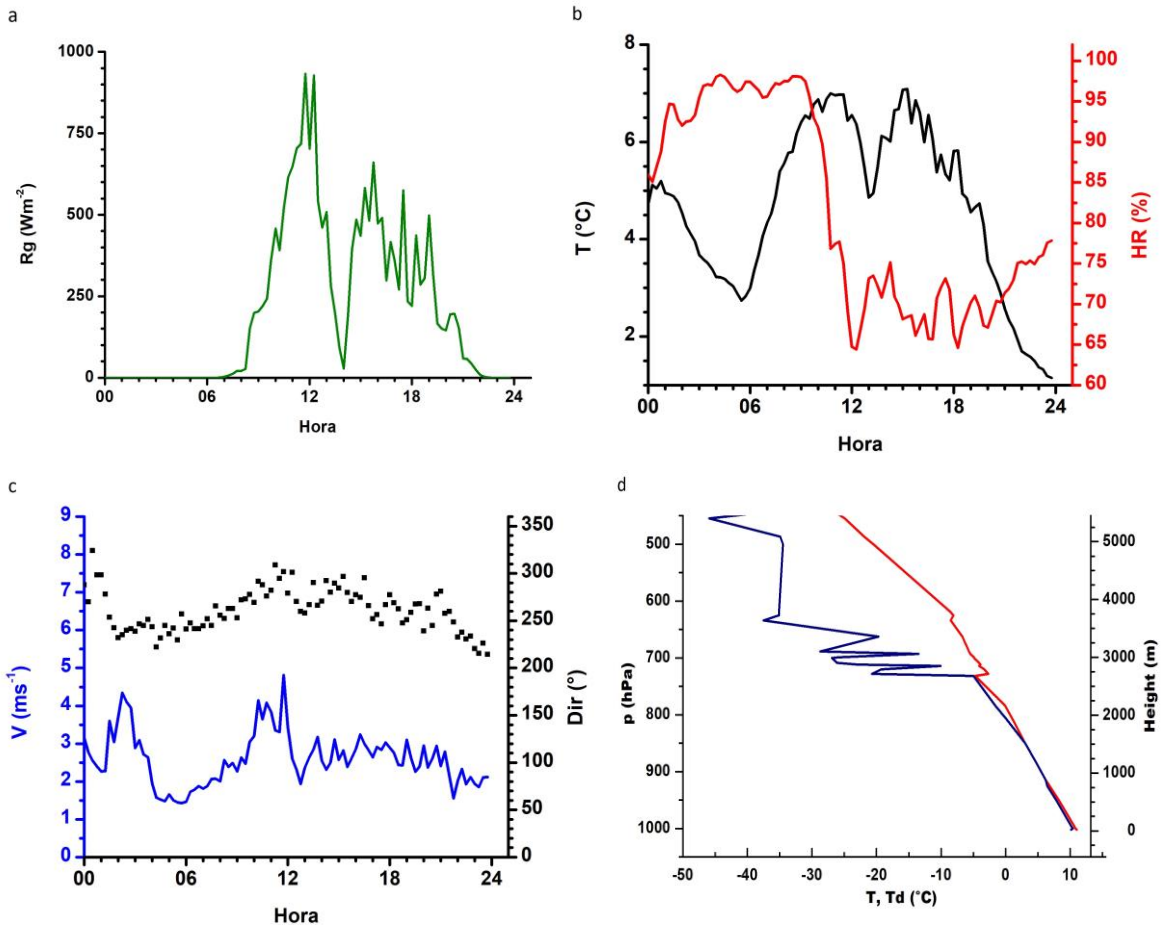 a
1000
750
500
250
0
Rg (Wm-2)
00 06 12 18 24
Hora
b
8
6
4
2
T (°C)
100
95
90
85
80
75
70
65
60
HR (%)
00 06 12 18 24
Hora
c
9
8
7
6
5
4
3
2
1
0
V (ms-1)
350
300
250
200
150
100
50
0
Dir (°)
00 06 12 18 24
Hora
d
500
600
700
800
900
1000
p (hPa)
5000
4000
3000
2000
1000
0
Height (m)
-50 -40 -30 -20 -10 0 10
T, Td (°C)